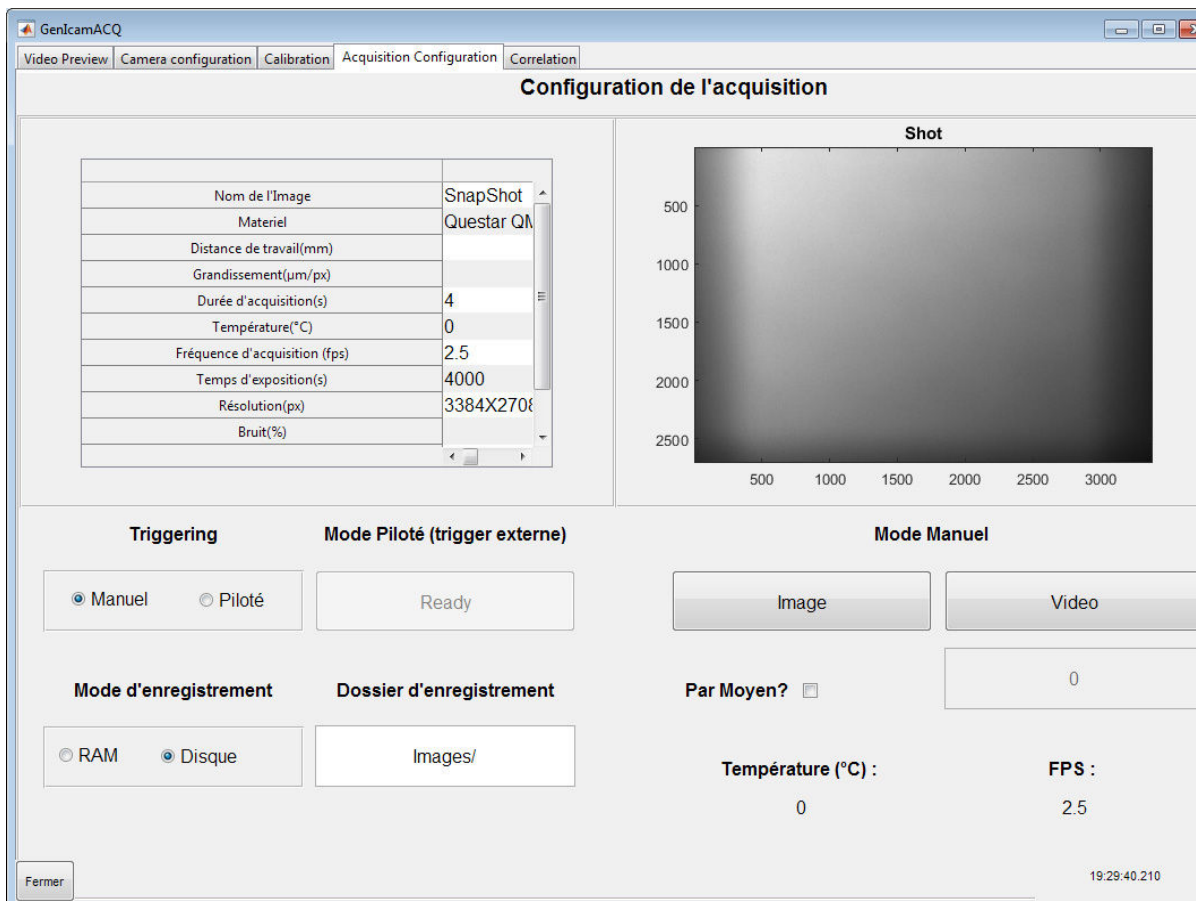 GenIcamACQ
Video Preview Camera configuration Calibration Acquisition Configuration Correlation
Configuration de l'acquisition
Nom de l'Image SnapShot
Materiel Questar QM
Distance de travail(mm)
Grandissement(µm/px)
Durée d'acquisition(s) 4
Température(°C) 0
Fréquence d'acquisition (fps) 2.5
Temps d'exposition(s) 4000
Résolution(px) 3384X2708
Bruit(%)
Shot
500
1000
1500
2000
2500
500 1000 1500 2000 2500 3000
Triggering Mode Piloté (trigger externe) Mode Manuel
Manuel Piloté Ready Image Video
0
Mode d'enregistrement Dossier d'enregistrement Par Moyen?
RAM Disque Images/
Température (°C) : FPS :
0 2.5
Fermer 19:29:40.210